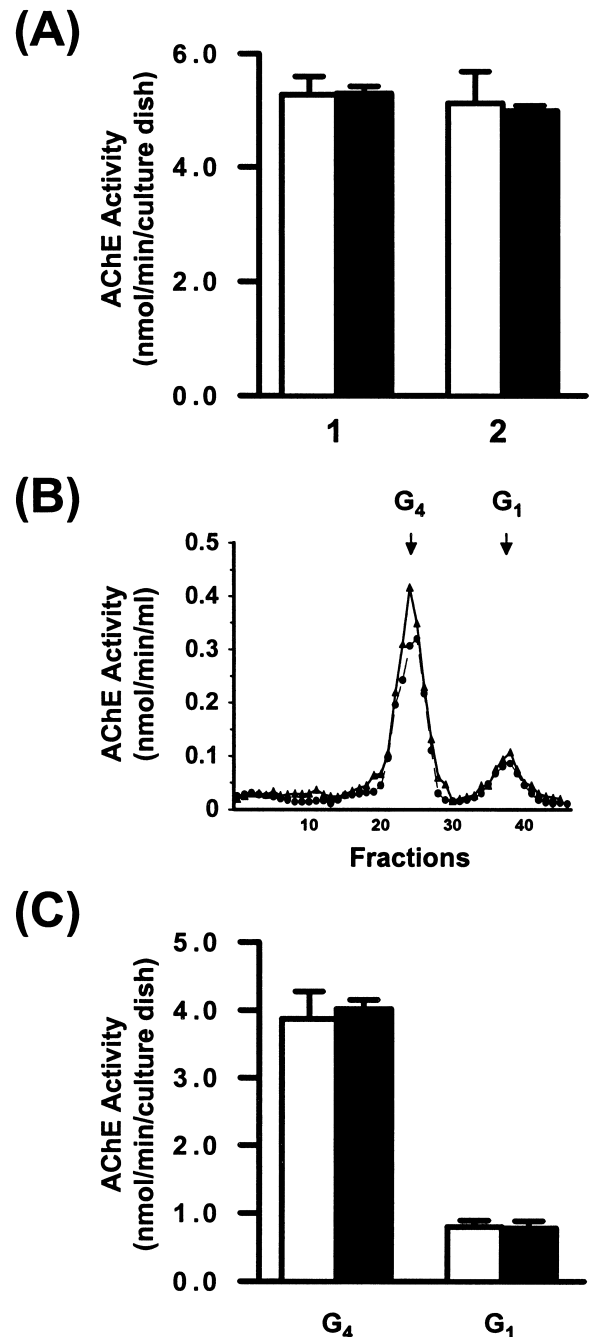 (A)
AChE Activity
(nmol/min/culture dish)
6.0
4.0
2.0
0.0
1 2
(B)
G4 G1
AChE Activity
(nmol/min/ml)
0.5
0.4
0.3
0.2
0.1
0
10 20 30 40
Fractions
(C)
AChE Activity
(nmol/min/culture dish)
5.0
4.0
3.0
2.0
1.0
0.0
G4 G1